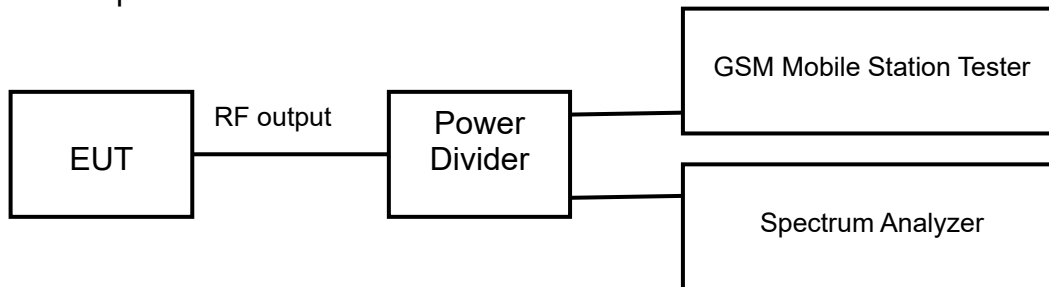 GSM Mobile Station Tester
RF output
EUT
Power
Divider
Spectrum Analyzer